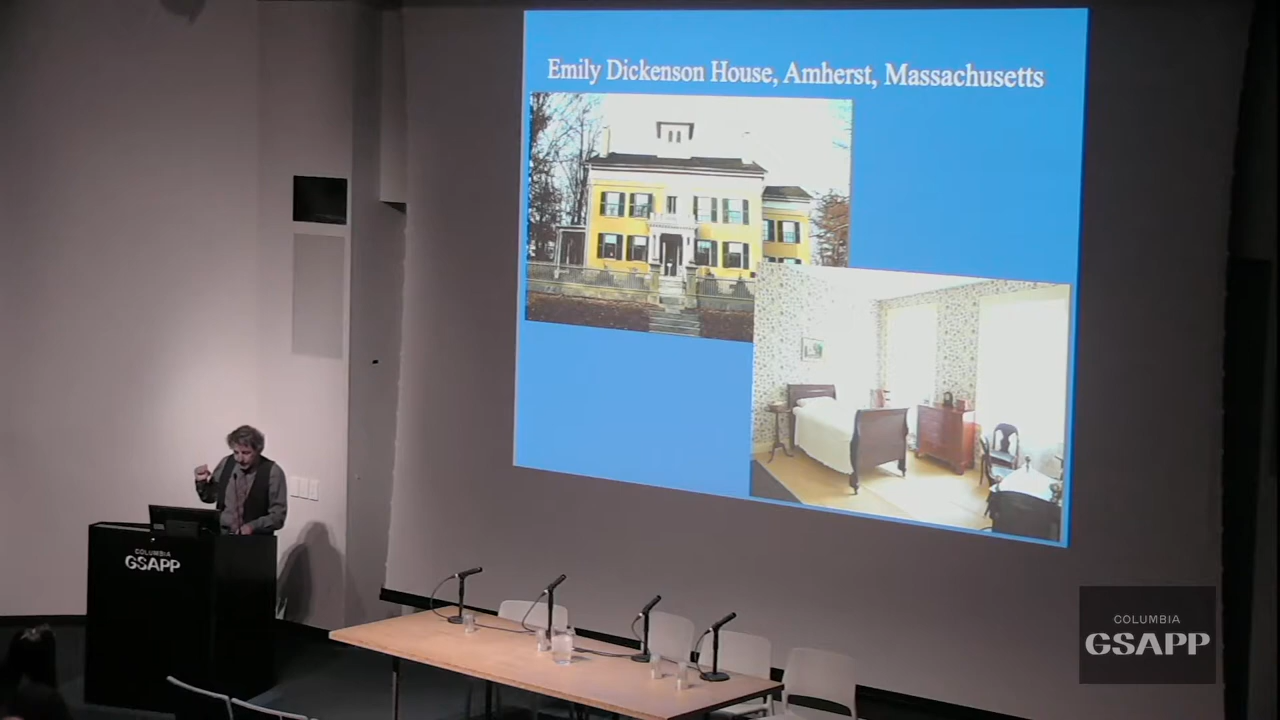 Emily Dickenson House, Amherst, Massachusetts
COLUMBIA
GSAPP
COLUMBIA
GSAPP